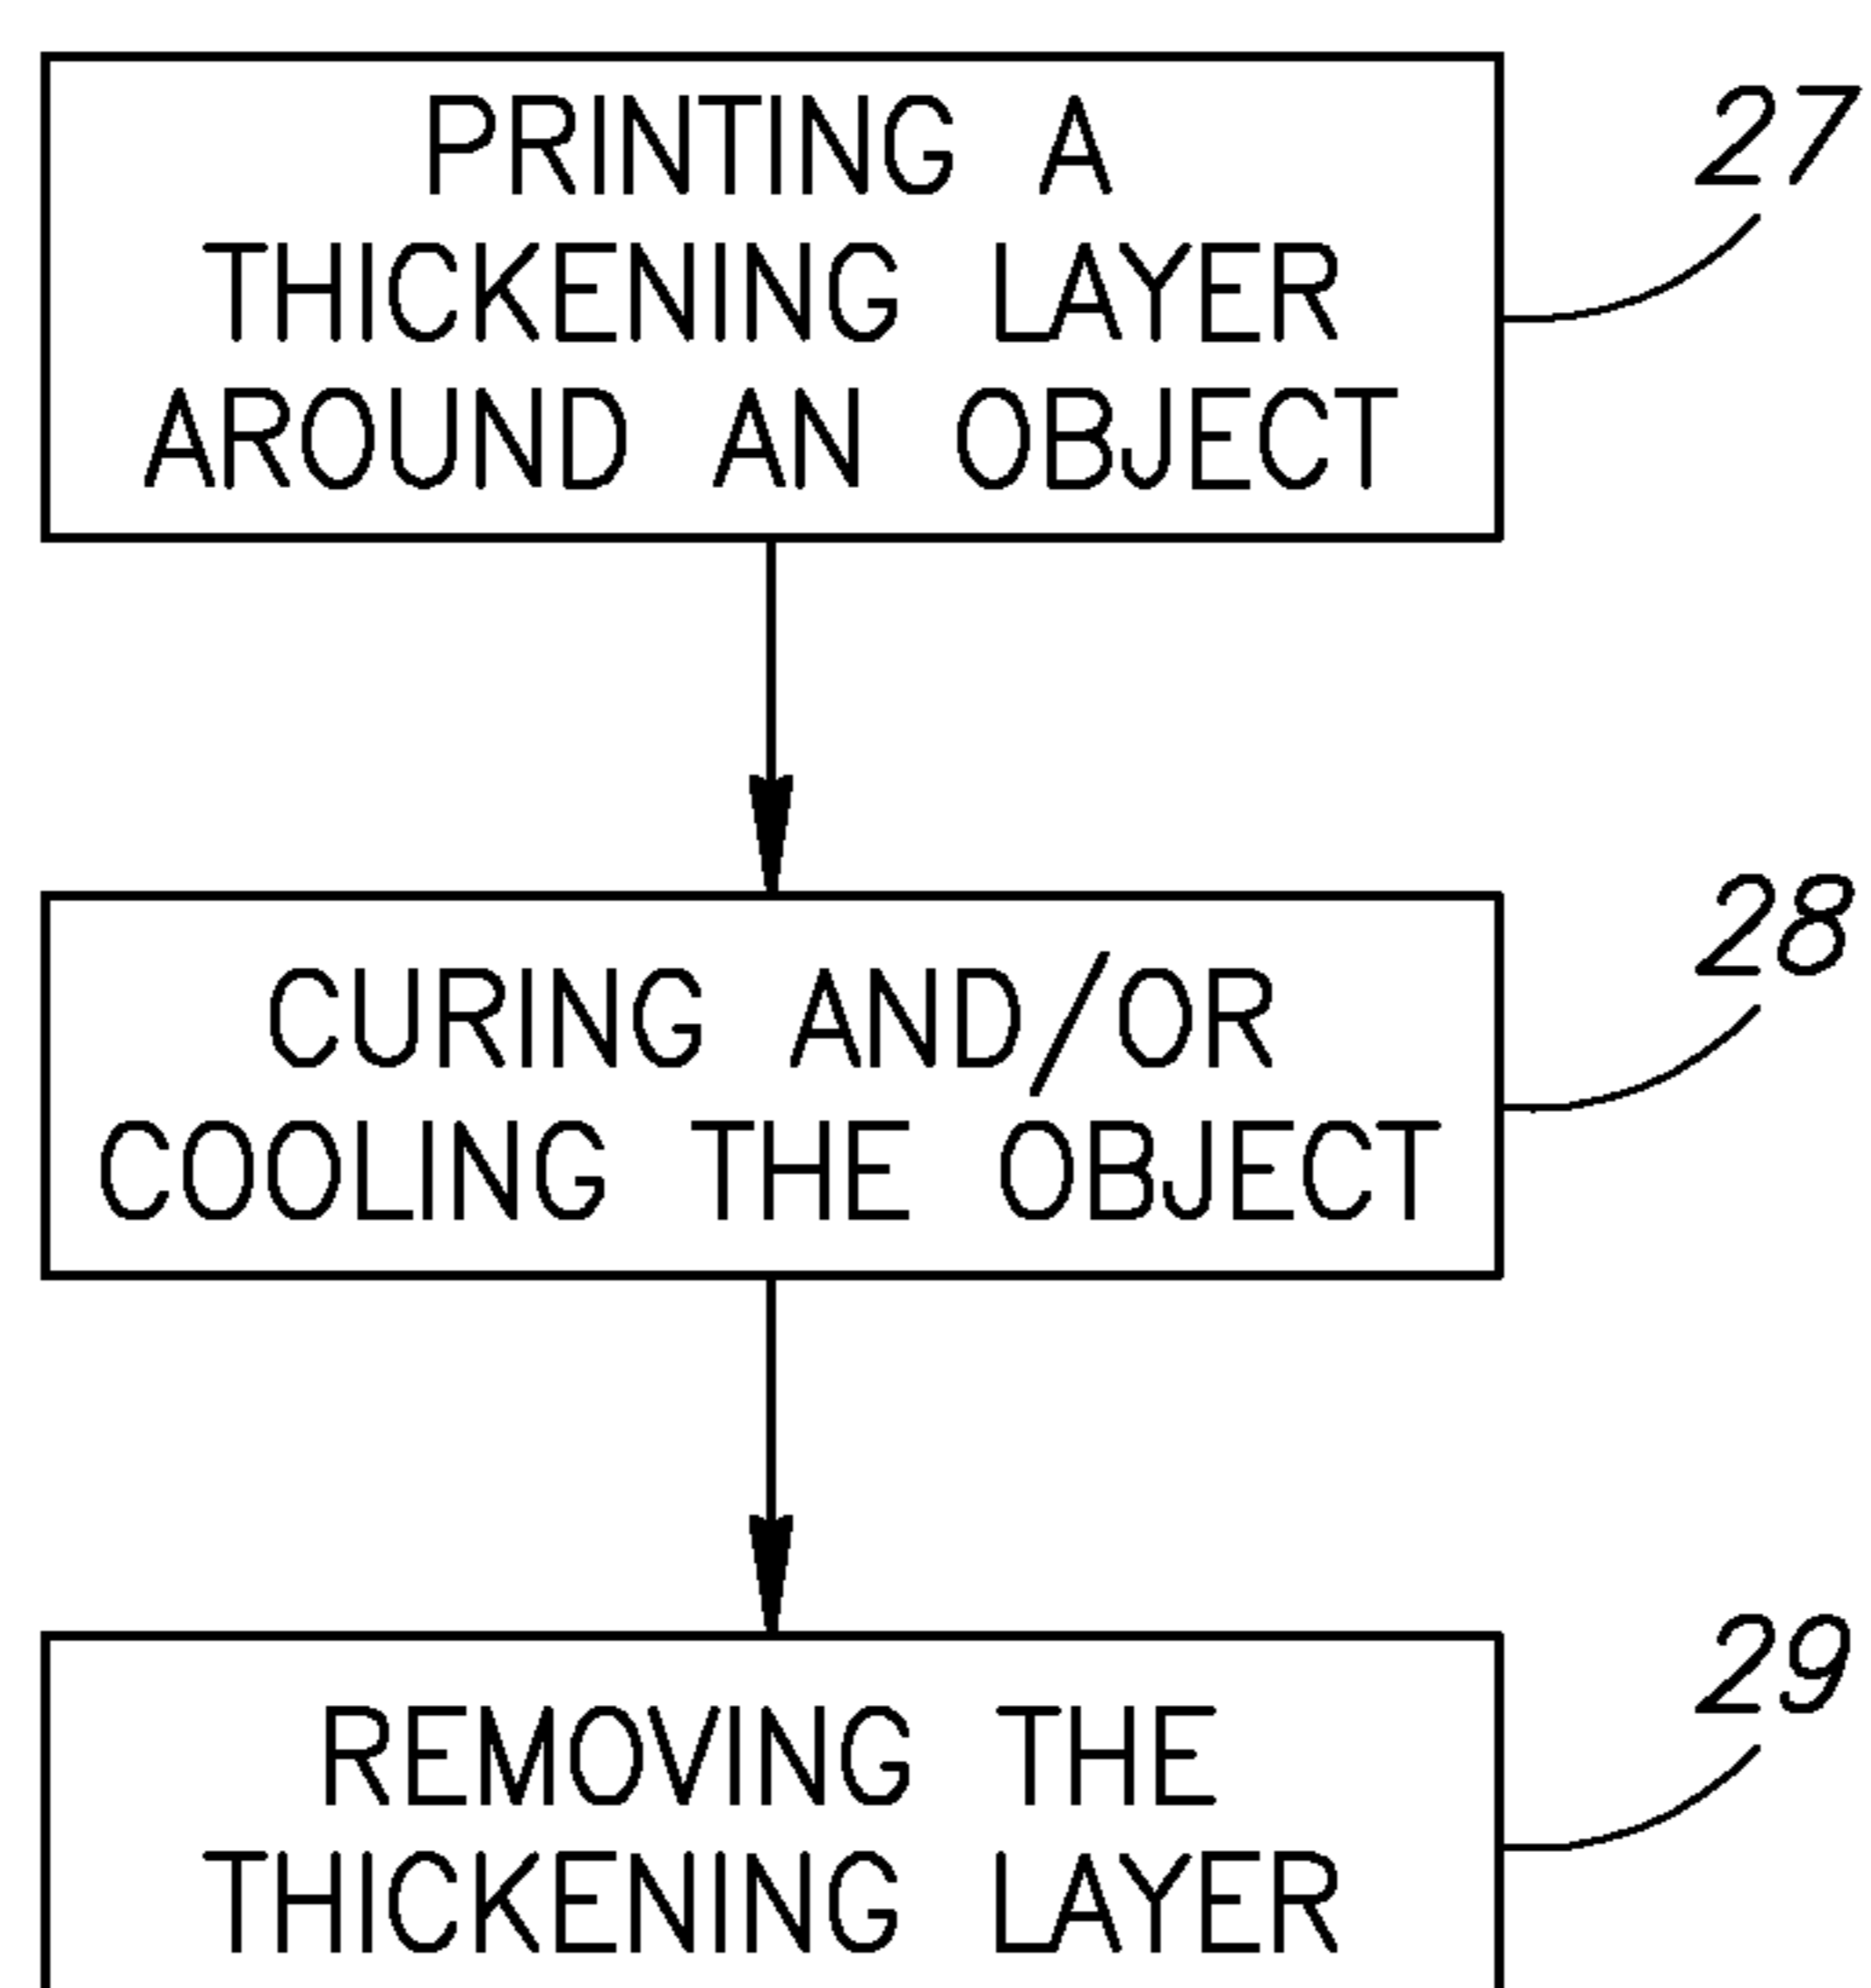 PRINTING A
THICKENING LAYER
AROUND AN OBJECT
27
CURING AND/OR
COOLING THE OBJECT
28
REMOVING THE
THICKENING LAYER
29